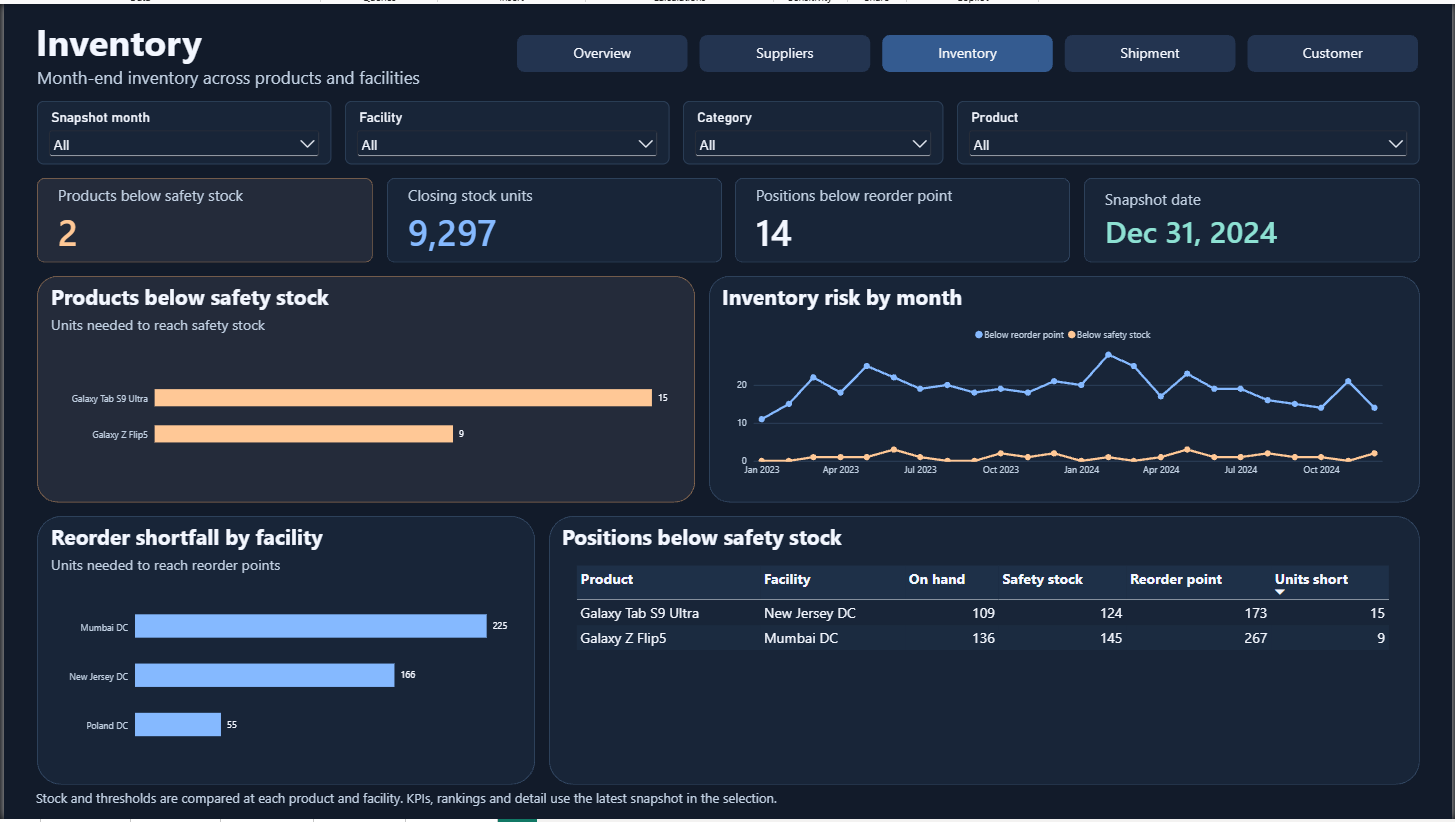 Inventory
Month-end inventory across products and facilities
Overview
Suppliers
Inventory
Shipment
Customer
Snapshot month
All
Facility
All
Category
All
Product
All
Products below safety stock
2
Closing stock units
9,297
Positions below reorder point
14
Snapshot date
Dec 31, 2024
Products below safety stock
Units needed to reach safety stock
Galaxy Tab S9 Ultra 15
Galaxy Z Flip5 9
Inventory risk by month
Below reorder point Below safety stock
20
10
0
Jan 2023 Apr 2023 Jul 2023 Oct 2023 Jan 2024 Apr 2024 Jul 2024 Oct 2024
Reorder shortfall by facility
Units needed to reach reorder points
Mumbai DC 225
New Jersey DC 166
Poland DC 55
Positions below safety stock
Product Facility On hand Safety stock Reorder point Units short
Galaxy Tab S9 Ultra New Jersey DC 109 124 173 15
Galaxy Z Flip5 Mumbai DC 136 145 267 9
Stock and thresholds are compared at each product and facility. KPIs, rankings and detail use the latest snapshot in the selection.